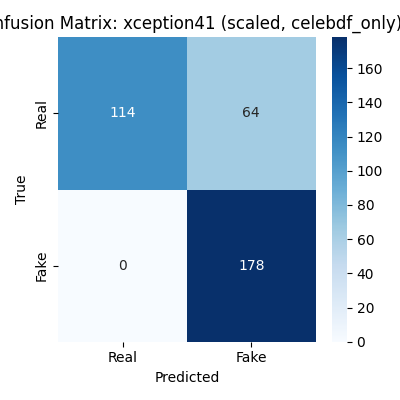 nfusion Matrix: xception41 (scaled, celebdf_only)
Real
Fake
True
114
64
0
178
Real
Fake
Predicted
160
140
120
100
80
60
40
20
0